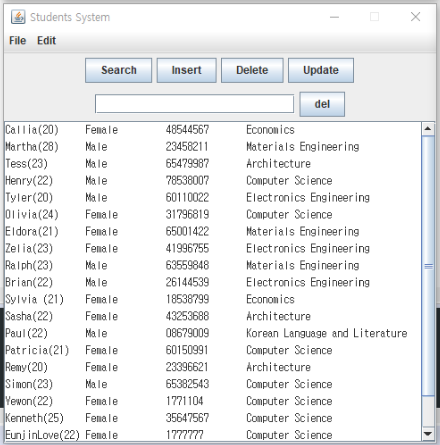 Students System
File Edit
Search Insert Delete Update
del
Callia(20) Female 48544567 Economics
Martha(28) Male 23458211 Materials Engineering
Tess(23) Male 65479987 Architecture
Henry(22) Male 78538007 Computer Science
Tyler(20) Male 60110022 Electronics Engineering
Olivia(24) Female 31796819 Computer Science
Eldora(21) Female 65001422 Materials Engineering
Zelia(23) Female 41996755 Electronics Engineering
Ralph(23) Male 63559848 Materials Engineering
Brian(22) Male 26144539 Electronics Engineering
Sylvia (21) Female 18538799 Economics
Sasha(22) Female 43253688 Architecture
Paul(22) Male 08679009 Korean Language and Literature
Patricia(21) Female 60150991 Computer Science
Remy(20) Female 23396621 Architecture
Simon(23) Male 65382543 Computer Science
Yewon(22) Female 1771104 Computer Science
Kenneth(25) Female 35647567 Computer Science
EunjinLove(22) Female 1777777 Computer Science